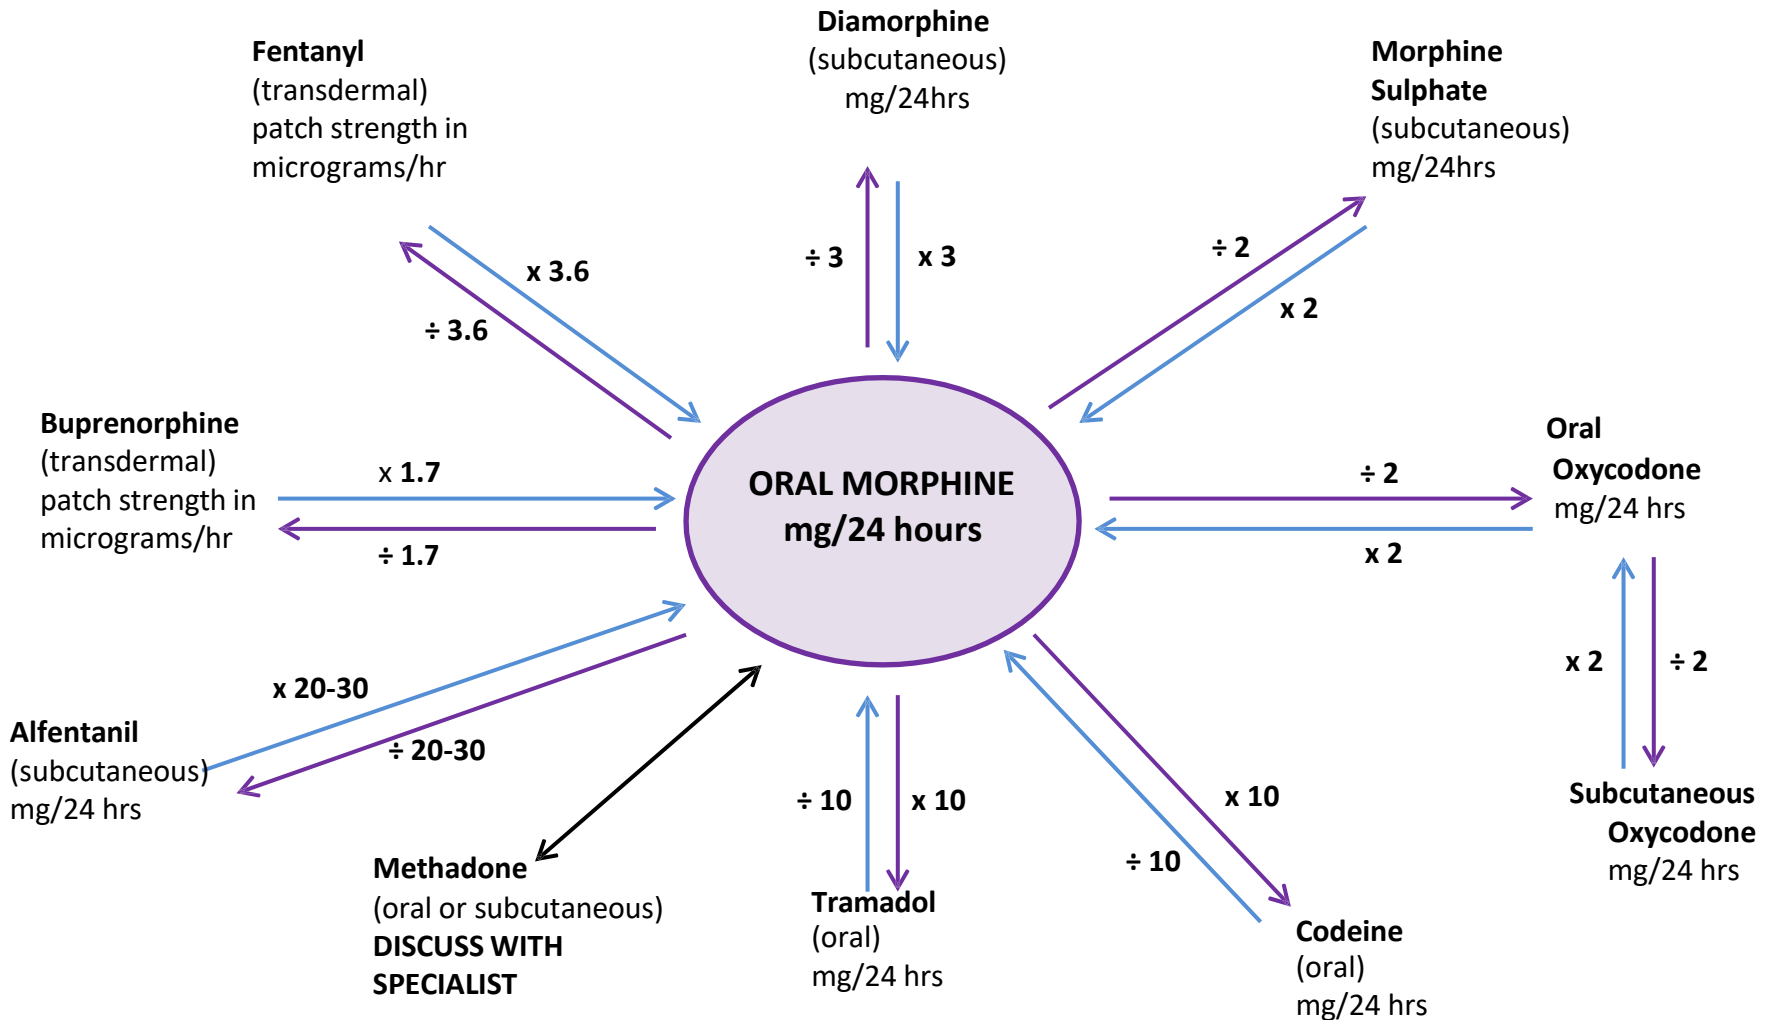 Fentanyl
(transdermal)
patch strength in
micrograms/hr
Diamorphine
(subcutaneous)
mg/24hrs
Morphine
Sulphate
(subcutaneous)
mg/24hrs
x 3.6
÷ 3.6
÷ 3
x 3
÷ 2
x 2
Buprenorphine
(transdermal)
patch strength in
micrograms/hr
x 1.7
÷ 1.7
ORAL MORPHINE
mg/24 hours
÷ 2
x 2
Oral
Oxycodone
mg/24 hrs
x 2
÷ 2
Subcutaneous
Oxycodone
mg/24 hrs
Alfentanil
(subcutaneous)
mg/24 hrs
x 20-30
÷ 20-30
Methadone
(oral or subcutaneous)
DISCUSS WITH
SPECIALIST
÷ 10
x 10
Tramadol
(oral)
mg/24 hrs
x 10
÷ 10
Codeine
(oral)
mg/24 hrs